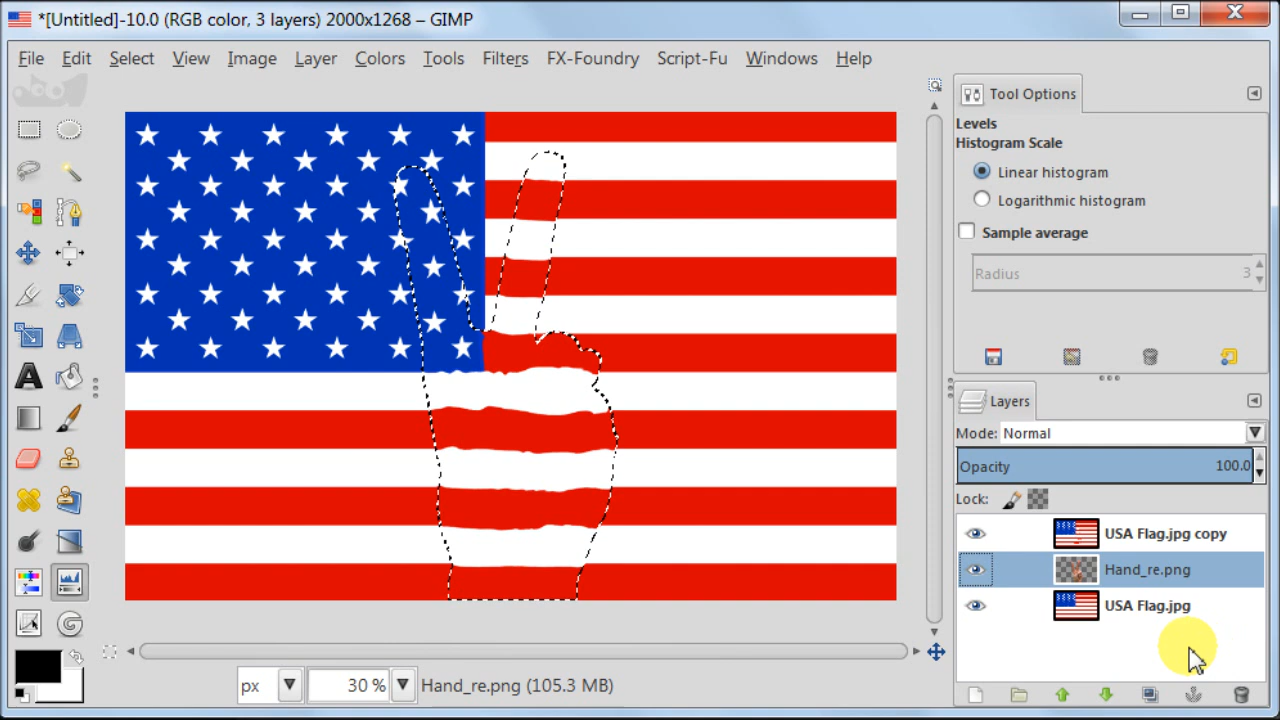 *[Untitled]-10.0 (RGB color, 3 layers) 2000x1268 – GIMP
File Edit Select View Image Layer Colors Tools Filters FX-Foundry Script-Fu Windows Help
Tool Options
Levels
Histogram Scale
Linear histogram
Logarithmic histogram
Sample average
Radius 3
Layers
Mode: Normal
Opacity 100.0
Lock:
USA Flag.jpg copy
Hand_re.png
USA Flag.jpg
px 30 % Hand_re.png (105.3 MB)